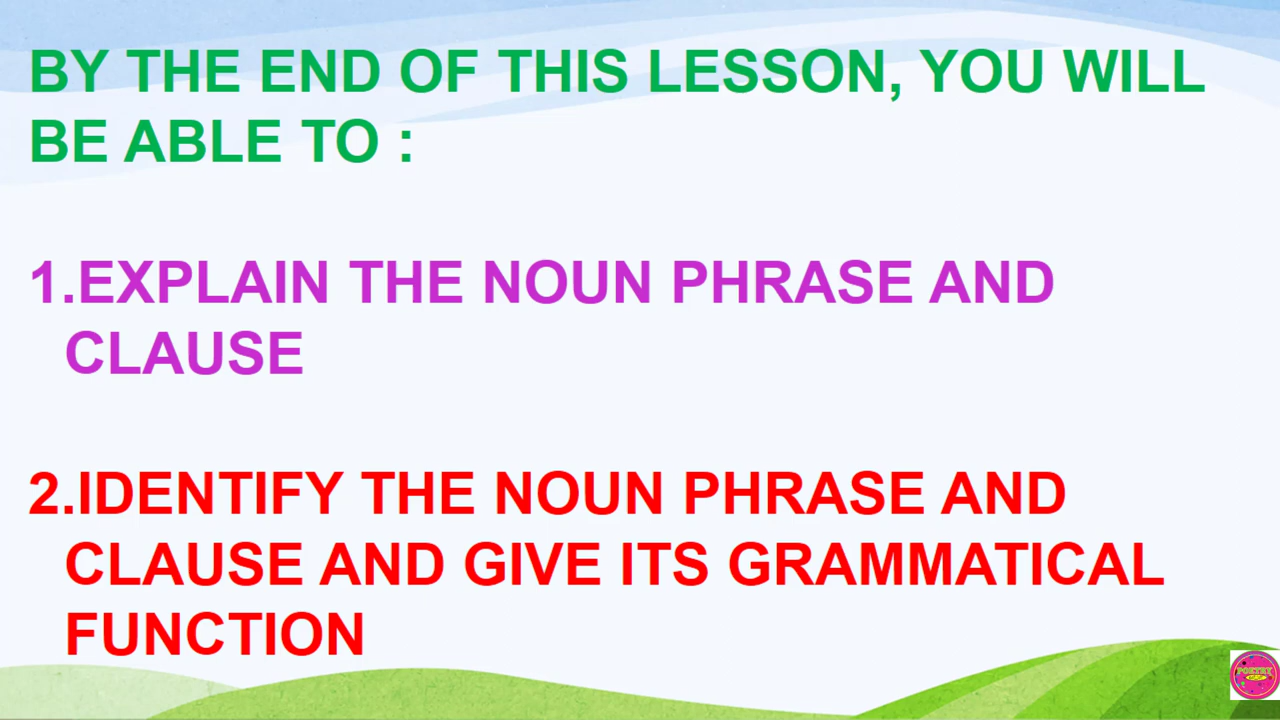 BY THE END OF THIS LESSON, YOU WILL
BE ABLE TO :
1.EXPLAIN THE NOUN PHRASE AND
CLAUSE
2.IDENTIFY THE NOUN PHRASE AND
CLAUSE AND GIVE ITS GRAMMATICAL
FUNCTION
POETRY